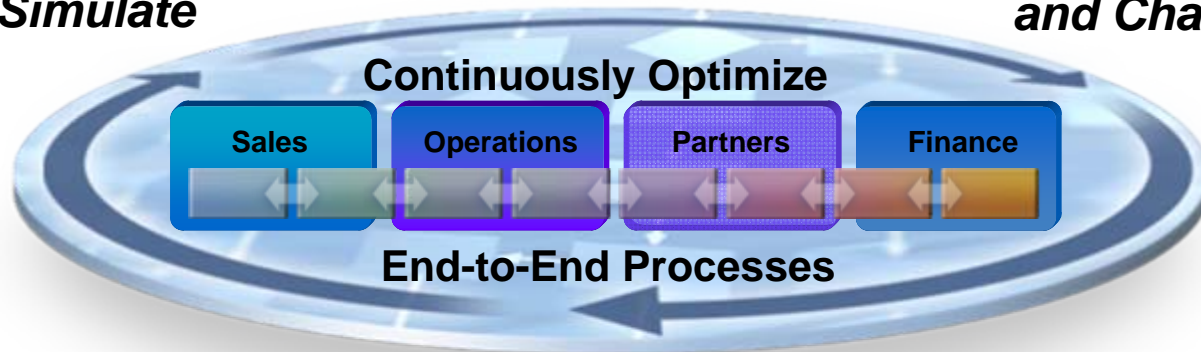 Simulate
and Cha
Continuously Optimize
Sales
Operations
Partners
Finance
End-to-End Processes